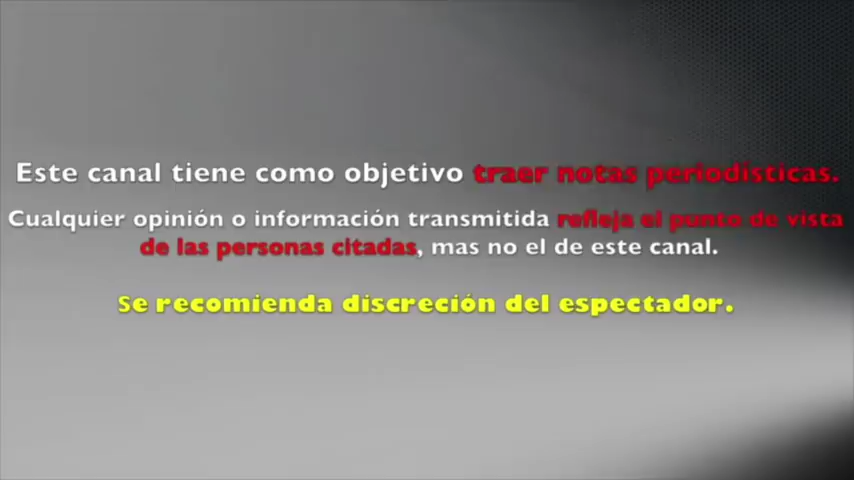 Este canal tiene como objetivo traer notas periodísticas.
Cualquier opinión o información transmitida refleja el punto de vista
de las personas citadas, mas no el de este canal.
Se recomienda discreción del espectador.